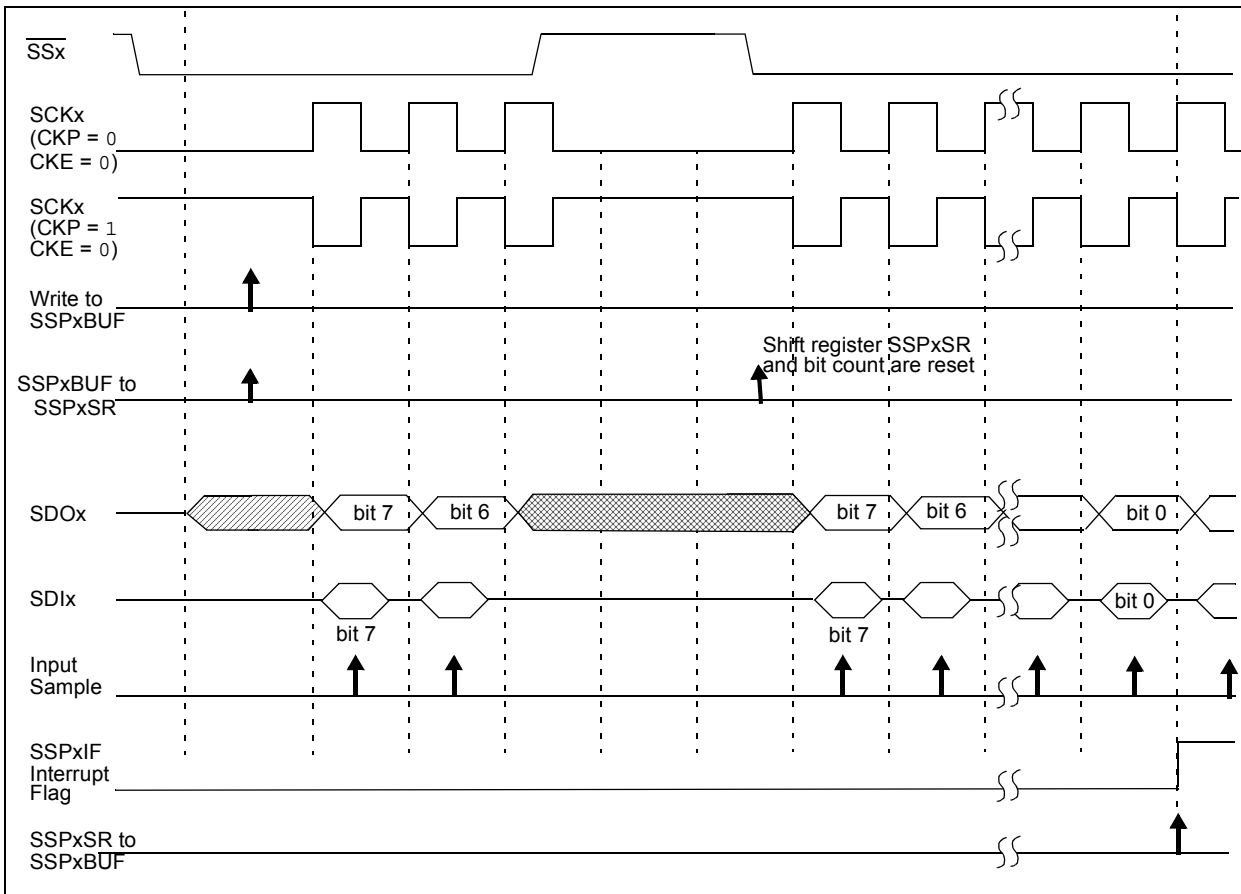 SSx
SCKx
(CKP = 0
CKE = 0)
SCKx
(CKP = 1
CKE = 0)
Write to
SSPxBUF
Shift register SSPxSR
and bit count are reset
SSPxBUF to
SSPxSR
SDOx
bit 7
bit 6
bit 7
bit 6
bit 0
SDIx
bit 0
bit 7
bit 7
Input
Sample
SSPxIF
Interrupt
Flag
SSPxSR to
SSPxBUF